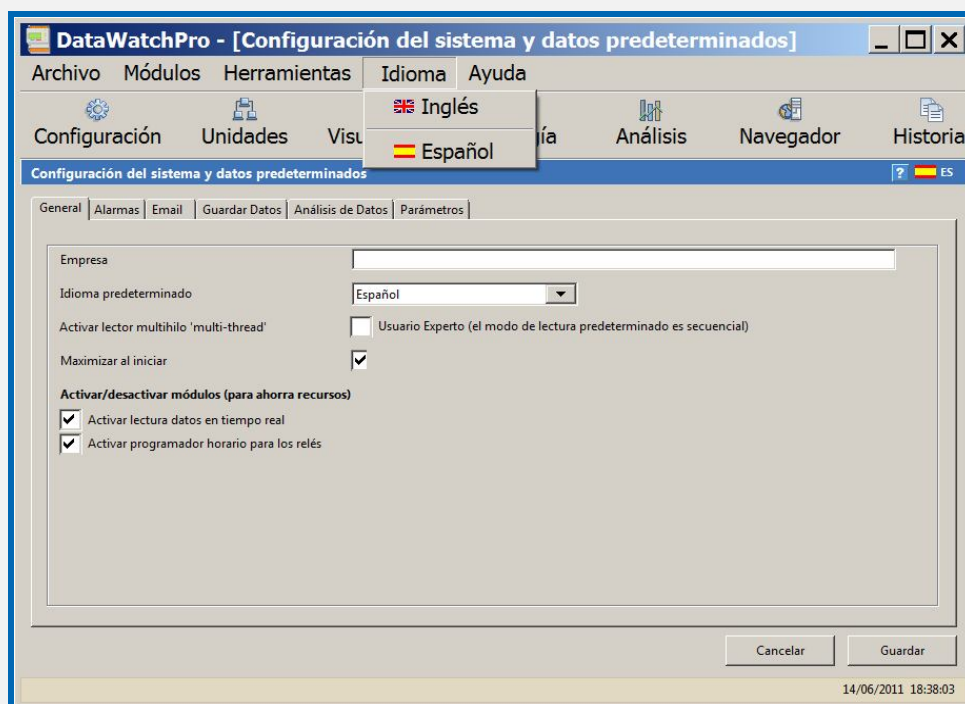 DataWatchPro - [Configuración del sistema y datos predeterminados]
Archivo Módulos Herramientas Idioma Ayuda
Inglés
Español
Configuración Unidades Análisis Navegador
Configuración del sistema y datos predeterminados ? ES
General Alarmas Email Guardar Datos Análisis de Datos Parámetros
Empresa
Idioma predeterminado Español
Activar lector multihilo 'multi-thread' Usuario Experto (el modo de lectura predeterminado es secuencial)
Maximizar al iniciar
Activar/desactivar módulos (para ahorra recursos)
Activar lectura datos en tiempo real
Activar programador horario para los relés
Cancelar Guardar
14/06/2011 18:38:03